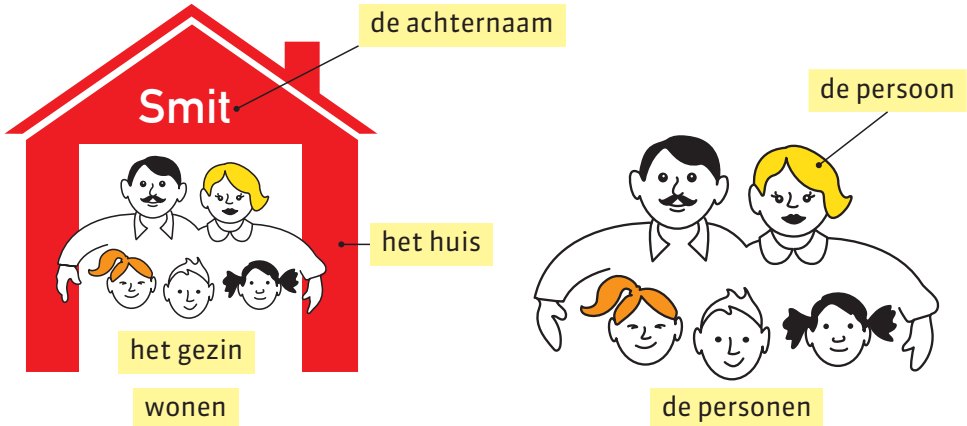 de achternaam
Smit
de persoon
het huis
het gezin
wonen
de personen